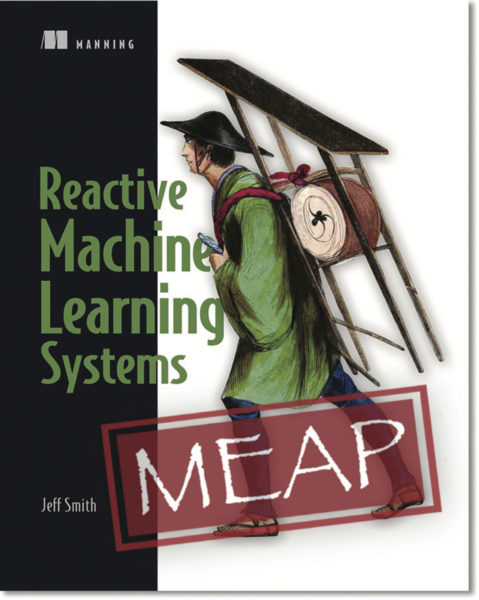 MANNING
Reactive
Machine
Learning
Systems
MEAP
Jeff Smith